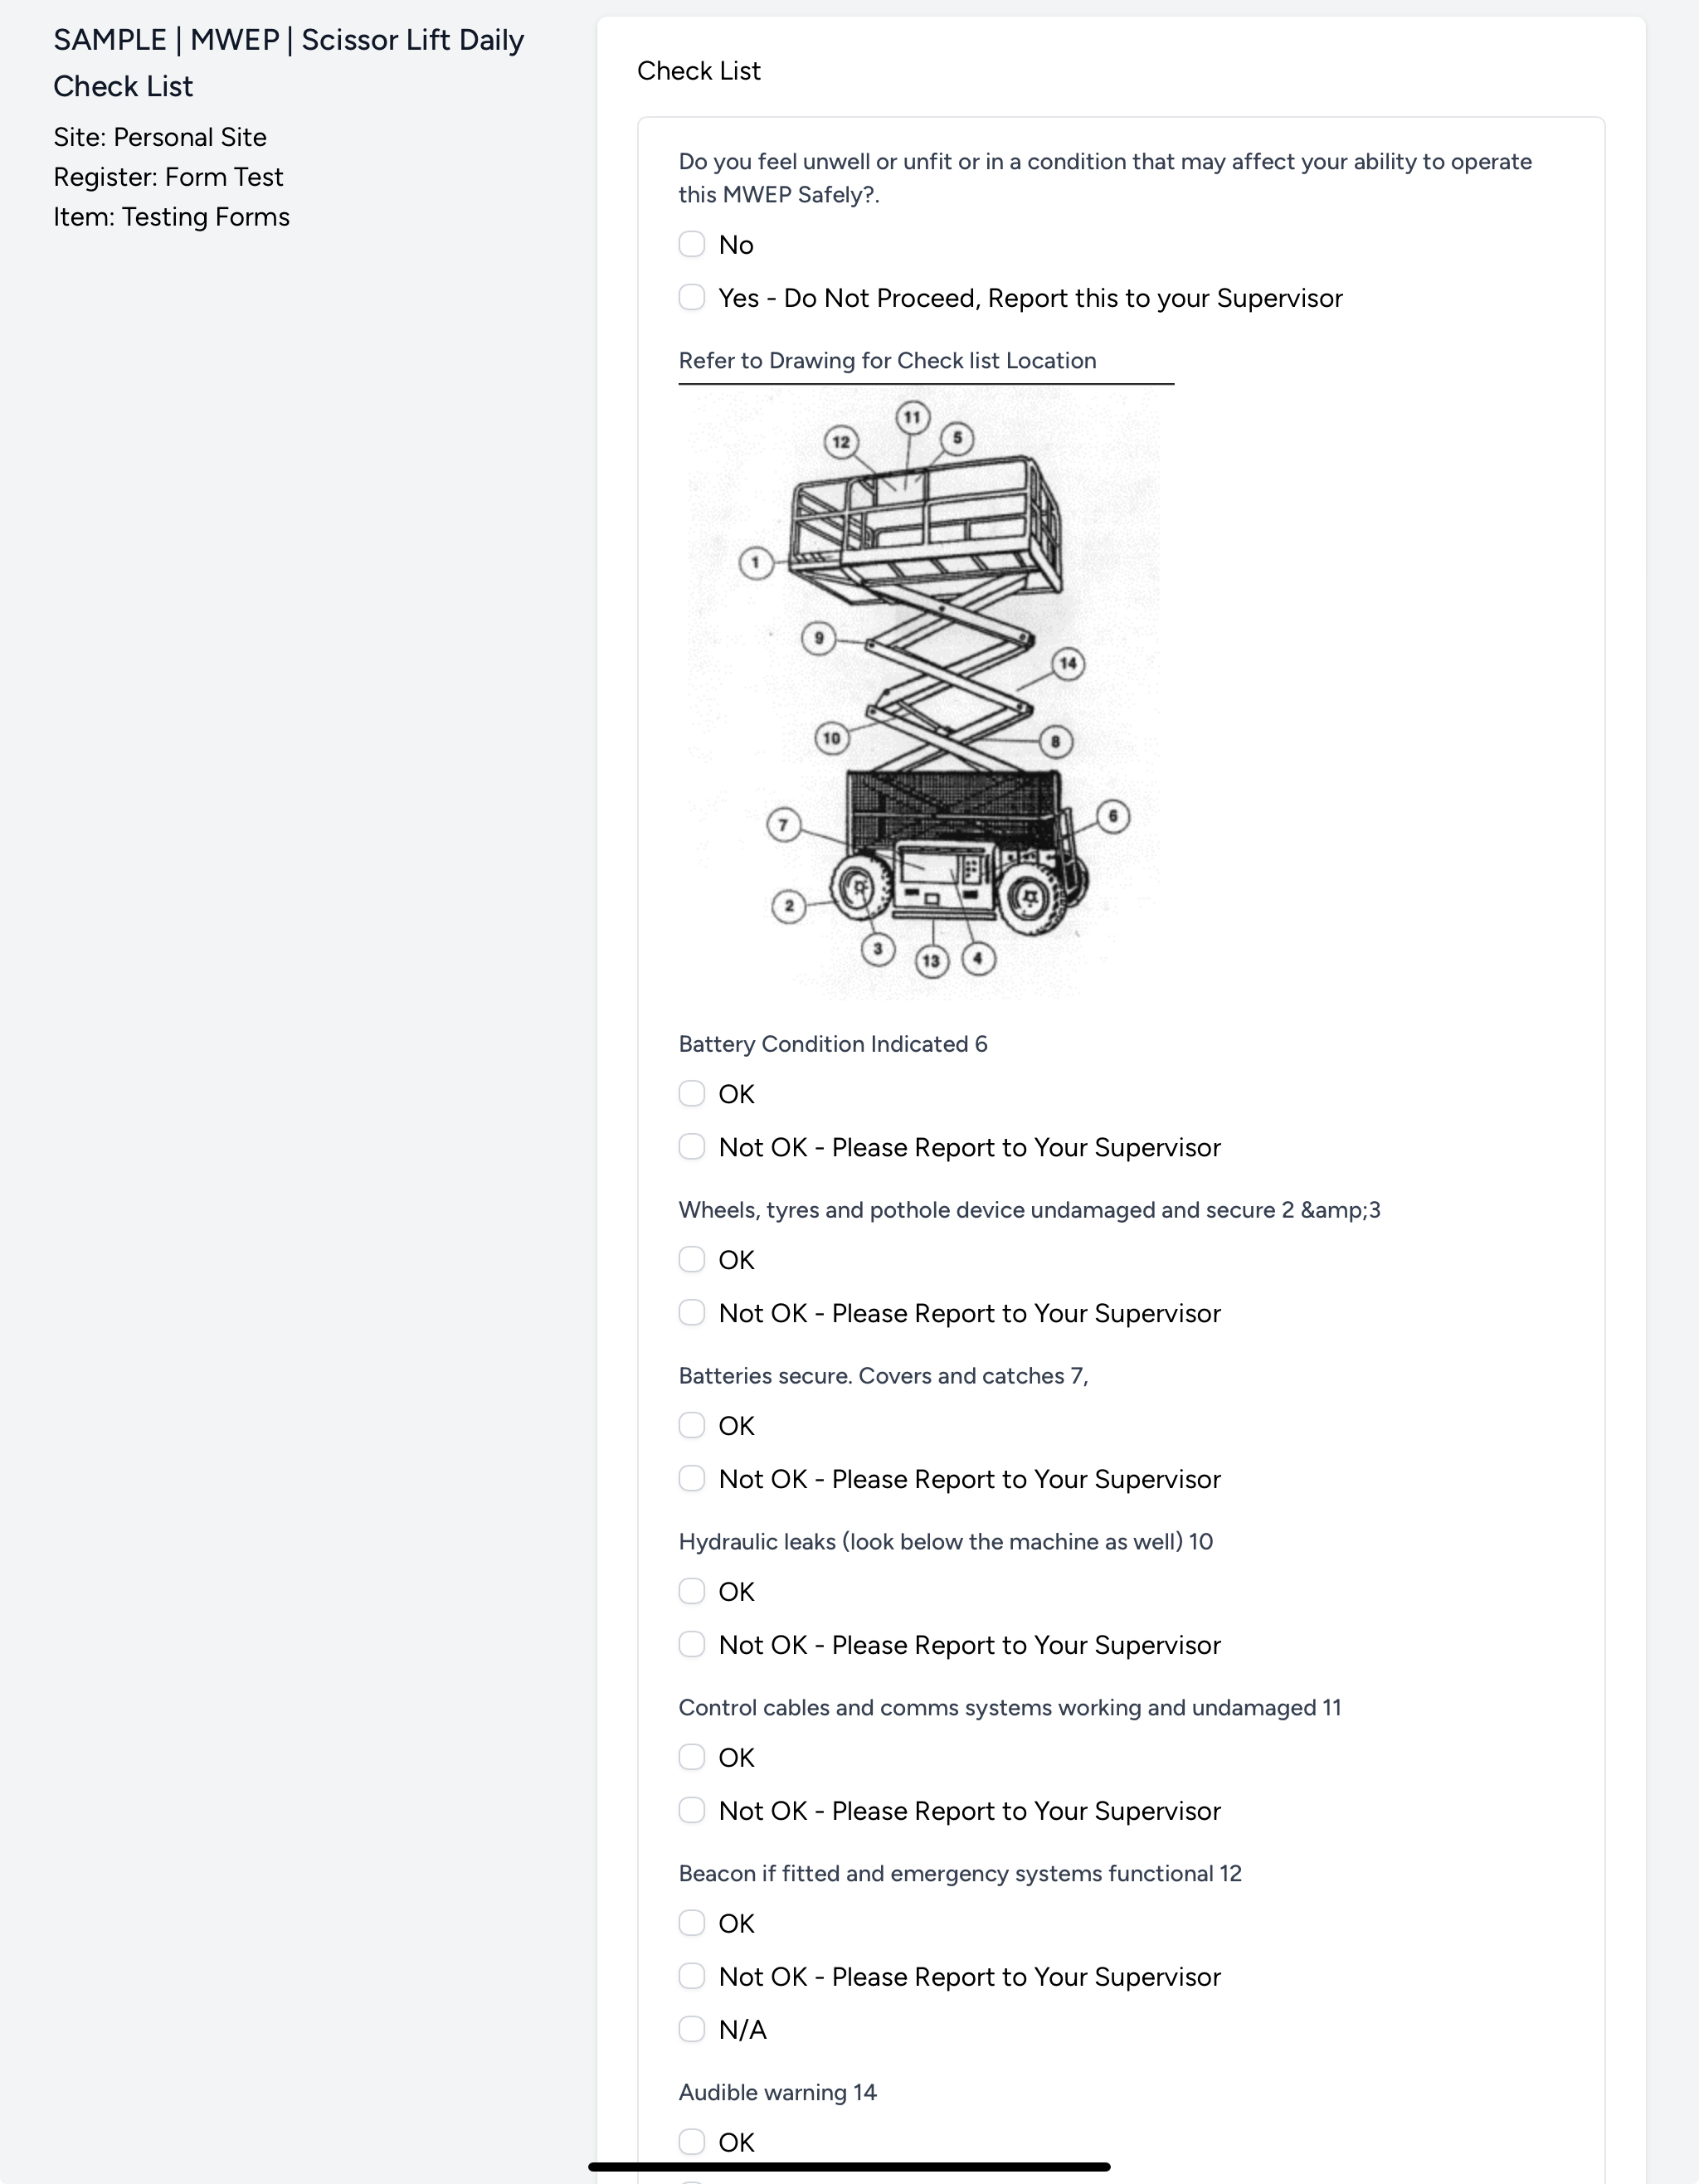 SAMPLE | MWEP | Scissor Lift Daily
Check List
Site: Personal Site
Register: Form Test
Item: Testing Forms
Check List
Do you feel unwell or unfit or in a condition that may affect your ability to operate
this MWEP Safely?.
No
Yes - Do Not Proceed, Report this to your Supervisor
Refer to Drawing for Check list Location
11
12
5
1
9
14
10
8
7
6
2
3
13
4
Battery Condition Indicated 6
OK
Not OK - Please Report to Your Supervisor
Wheels, tyres and pothole device undamaged and secure 2 &amp;3
OK
Not OK - Please Report to Your Supervisor
Batteries secure. Covers and catches 7,
OK
Not OK - Please Report to Your Supervisor
Hydraulic leaks (look below the machine as well) 10
OK
Not OK - Please Report to Your Supervisor
Control cables and comms systems working and undamaged 11
OK
Not OK - Please Report to Your Supervisor
Beacon if fitted and emergency systems functional 12
OK
Not OK - Please Report to Your Supervisor
N/A
Audible warning 14
OK